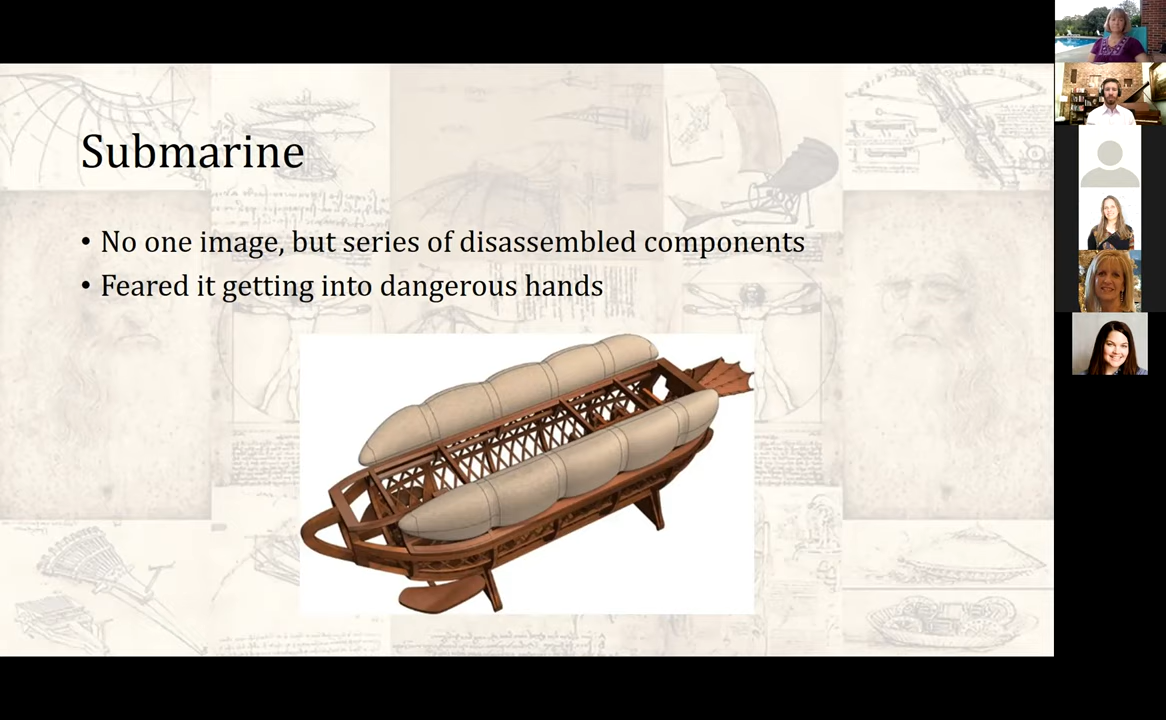 Submarine
• No one image, but series of disassembled components
• Feared it getting into dangerous hands